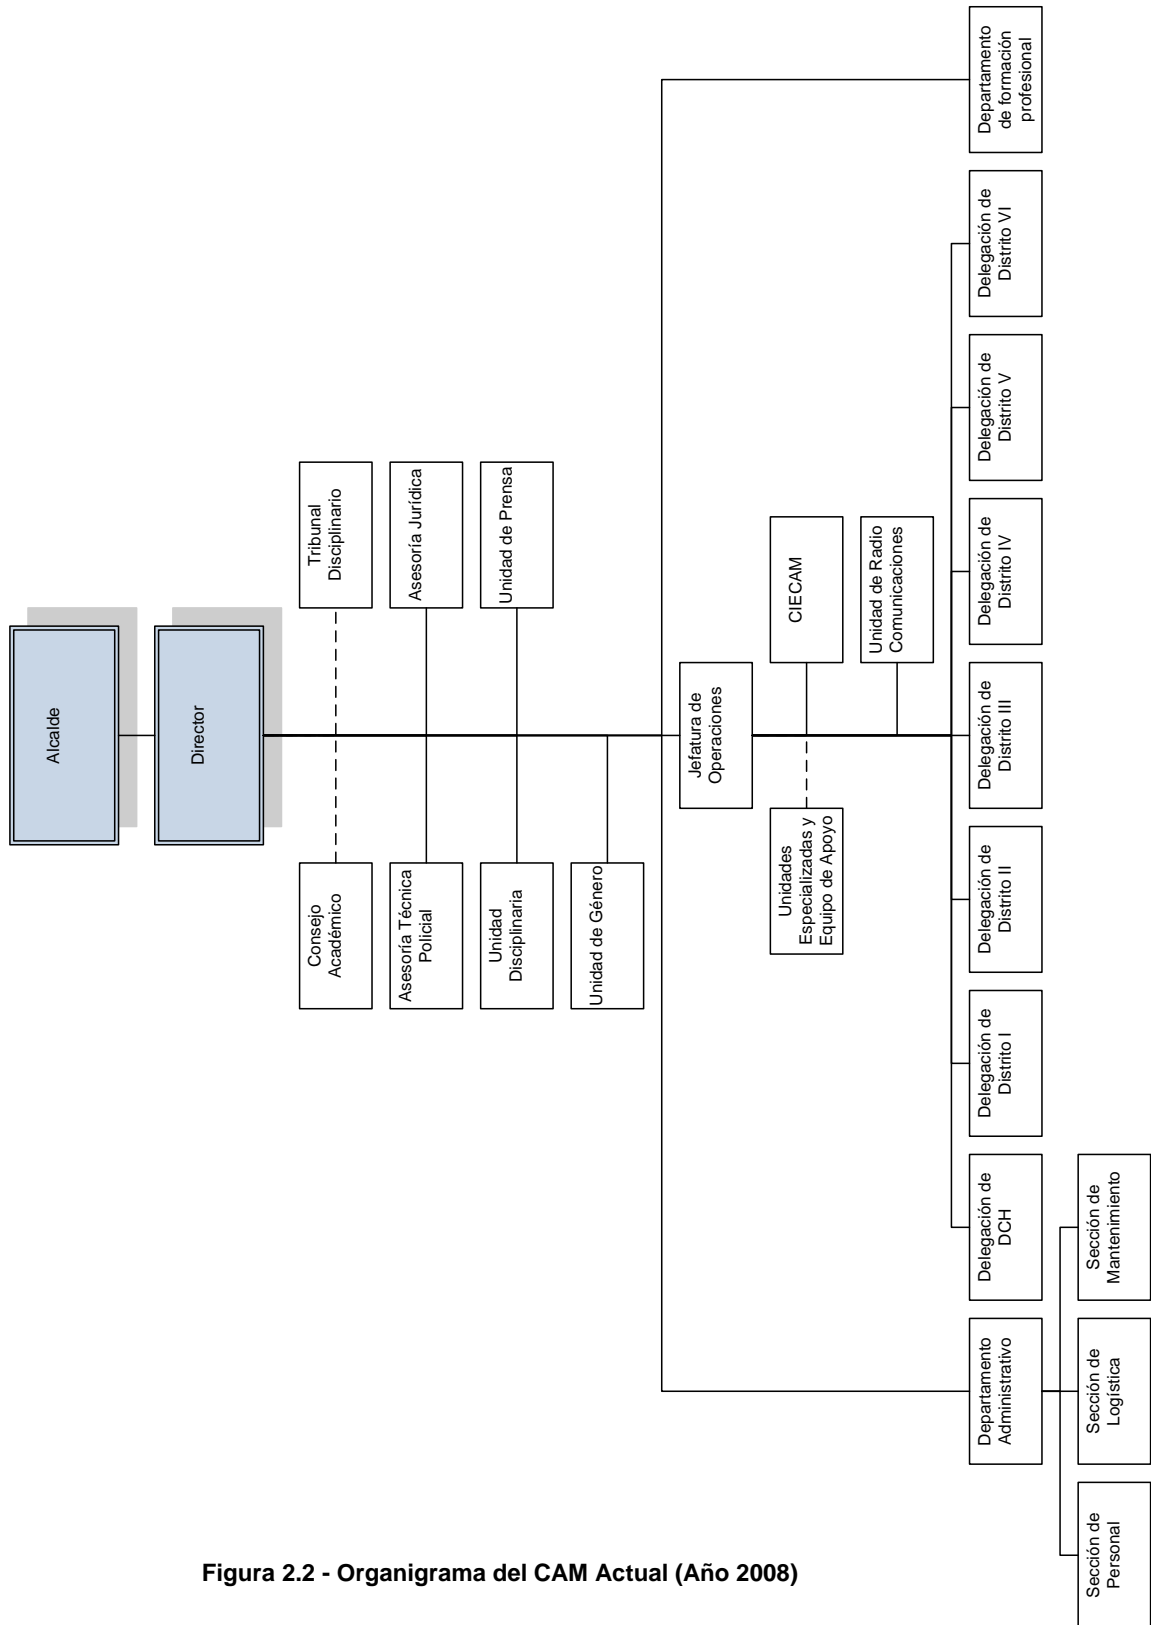 Alcalde
Director
Consejo
Académico
Tribunal
Disciplinario
Asesoría Técnica
Policial
Asesoría Jurídica
Unidad
Disciplinaria
Unidad de Prensa
Unidad de Género
Jefatura de
Operaciones
Unidades
Especializadas y
Equipo de Apoyo
CIECAM
Unidad de Radio
Comunicaciones
Departamento
Administrativo
Delegación de
DCH
Delegación de
Distrito I
Delegación de
Distrito II
Delegación de
Distrito III
Delegación de
Distrito IV
Delegación de
Distrito V
Delegación de
Distrito VI
Departamento
de formación
profesional
Sección de
Personal
Sección de
Logística
Sección de
Mantenimiento
Figura 2.2 - Organigrama del CAM Actual (Año 2008)